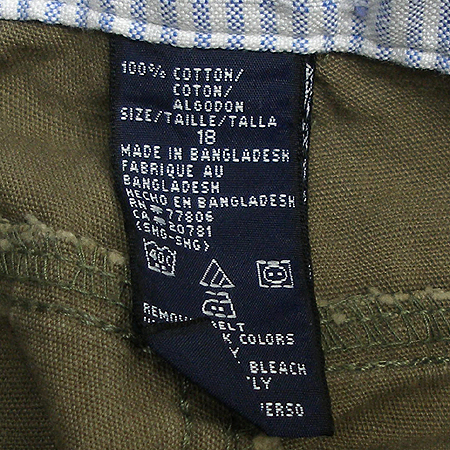 100% COTTON/
COTON/
ALGODON
SIZE/TAILLE/TALLA
18
MADE IN BANGLADESH
FABRIQUE AU
BANGLADESH
HECHO EN BANGLADESH
RN 77806
CA 20781
(SHG-SHG)
40
BELT
COLORS
BLEACH